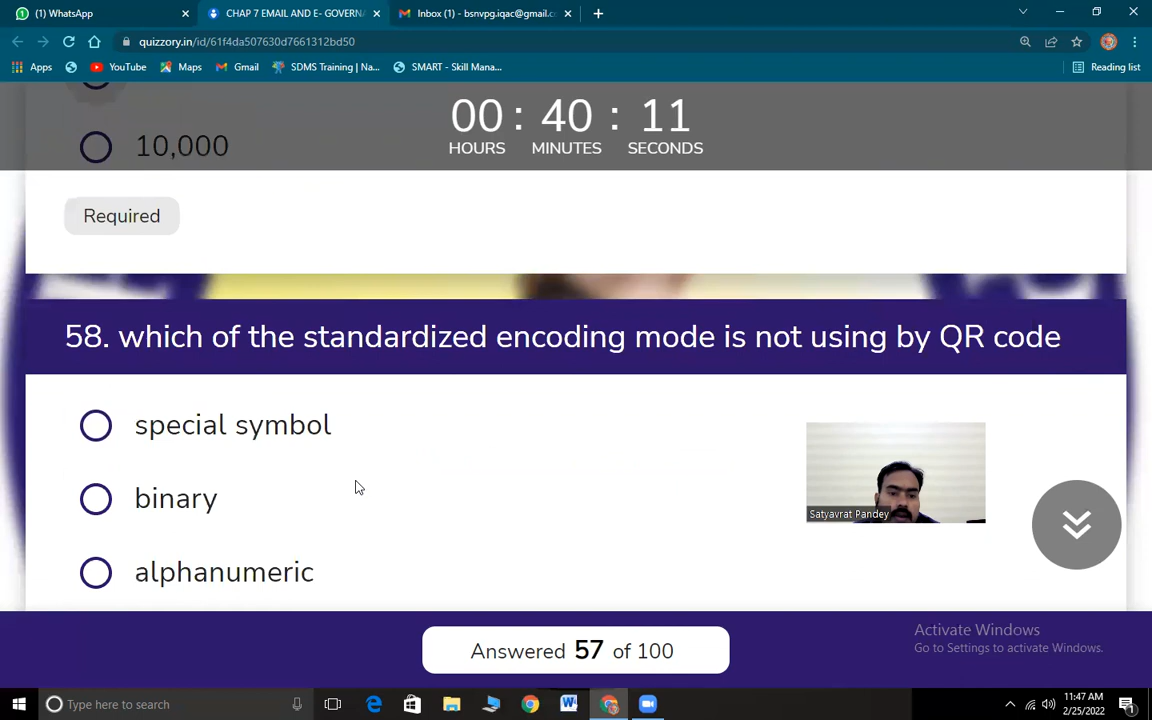 WhatsApp
CHAP 7 EMAIL AND E- GOVERNA
Inbox (1) - bsnvpg.iqac@gmail.c
quizzory.in/id/61f4da507630d7661312bd50
Apps
YouTube
Maps
Gmail
SDMS Training | Na...
SMART - Skill Mana...
Reading list
00 : 40 : 11
HOURS MINUTES SECONDS
10,000
Required
58. which of the standardized encoding mode is not using by QR code
special symbol
binary
alphanumeric
Satyavrat Pandey
Answered 57 of 100
Activate Windows
Go to Settings to activate Windows.
Type here to search
11:47 AM
2/25/2022